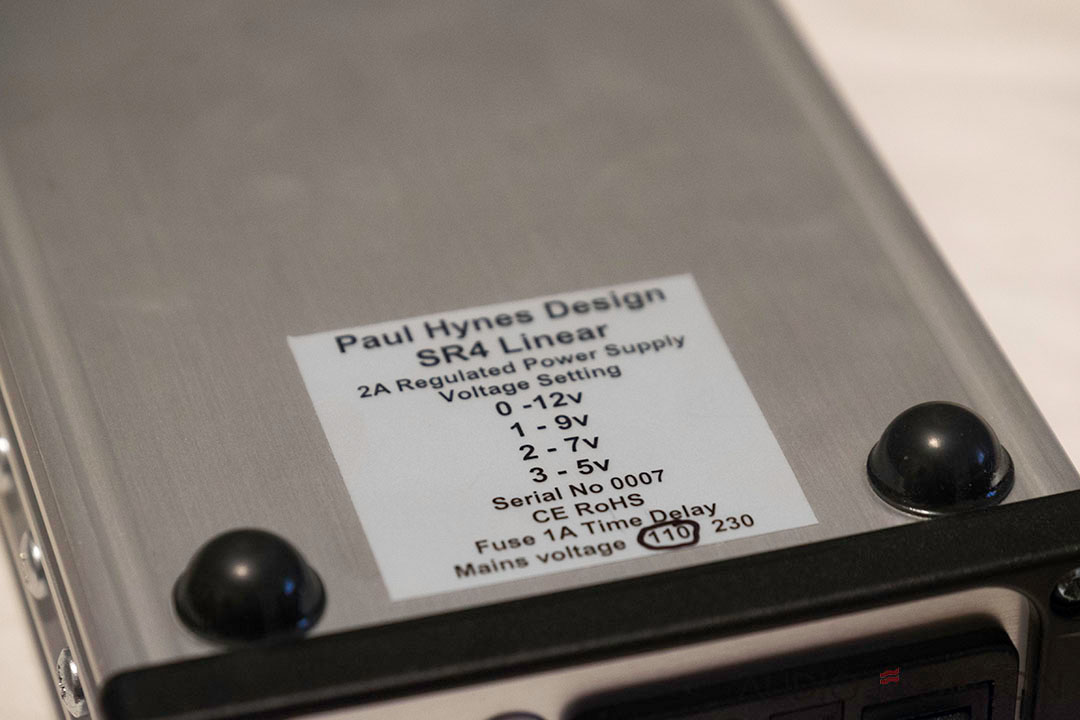 Paul Hynes Design
SR4 Linear
2A Regulated Power Supply
Voltage Setting
0 -12v
1 - 9v
2 - 7v
3 - 5v
Serial No 0007
CE RoHS
Fuse 1A Time Delay
Mains voltage 110 230